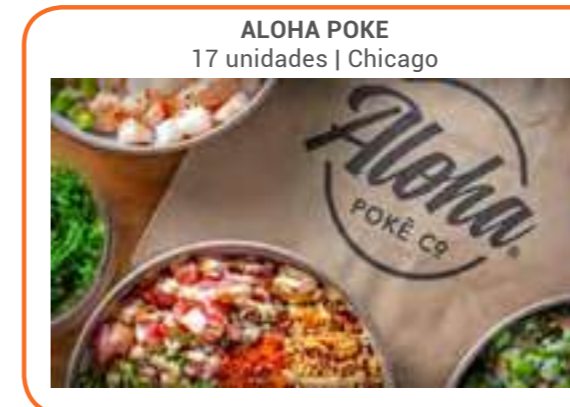 ALOHA POKE
17 unidades | Chicago
Aloha
POKĒ Cº
®